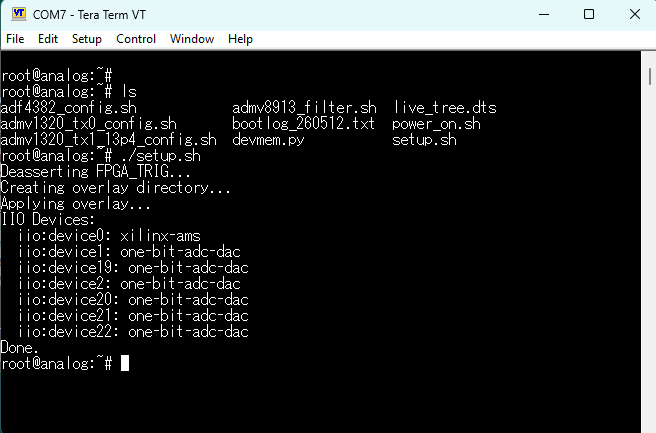 COM7 - Tera Term VT
File Edit Setup Control Window Help
root@analog:~#
root@analog:~# ls
adf4382_config.sh admv8913_filter.sh live_tree.dts
admv1320_tx0_config.sh bootlog_260512.txt power_on.sh
admv1320_tx1_13p4_config.sh devmem.py setup.sh
root@analog:~# ./setup.sh
Deasserting FPGA_TRIG...
Creating overlay directory...
Applying overlay...
IIO Devices:
  iio:device0: xilinx-ams
  iio:device1: one-bit-adc-dac
  iio:device19: one-bit-adc-dac
  iio:device2: one-bit-adc-dac
  iio:device20: one-bit-adc-dac
  iio:device21: one-bit-adc-dac
  iio:device22: one-bit-adc-dac
Done.
root@analog:~#